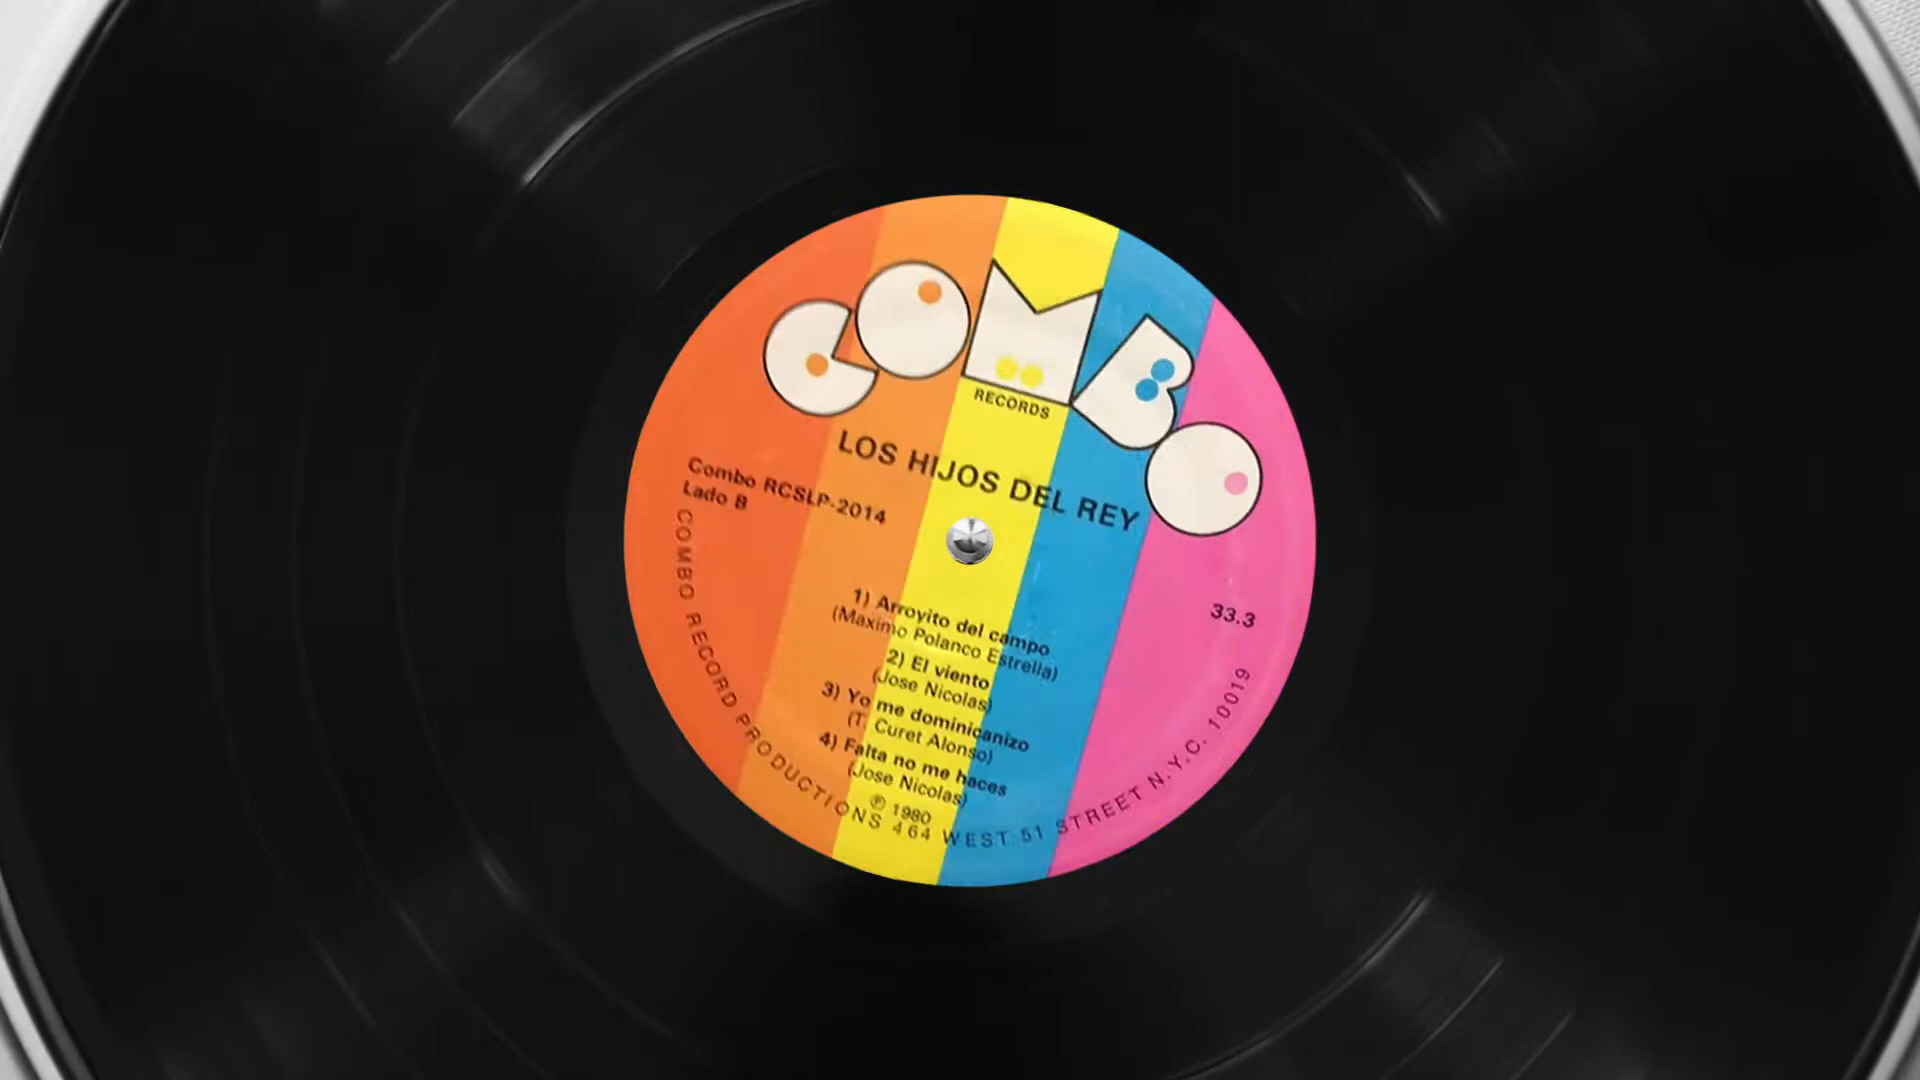 COMBO
RECORDS
LOS HIJOS DEL REY
Combo RCSLP-2014
Lado B
33.3
1) Arroyito del campo
(Maximo Polanco Estrella)
2) El viento
(Jose Nicolas)
3) Yo me dominicanizo
(T. Curet Alonso)
4) Falta no me haces
(Jose Nicolas)
℗ 1980
COMBO RECORD PRODUCTIONS 464 WEST 51 STREET N.Y.C. 10019